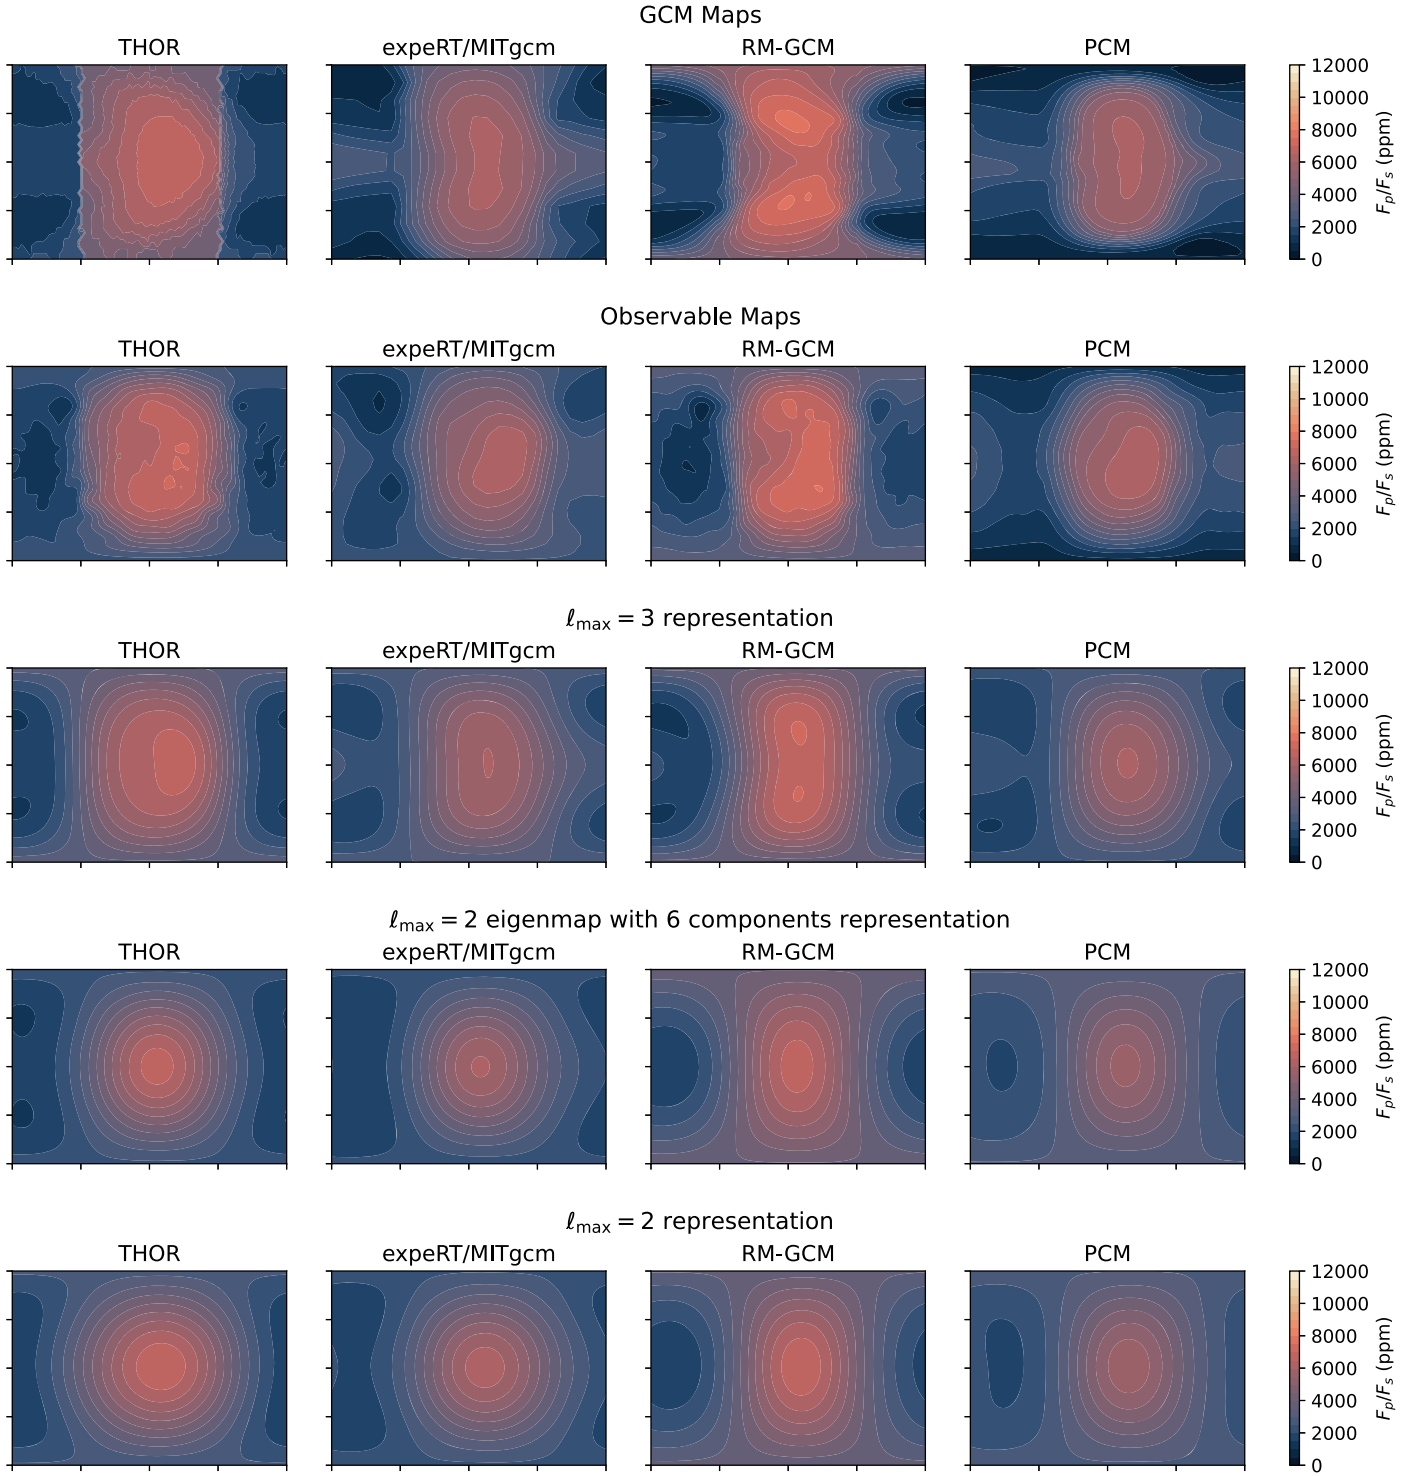 GCM Maps
THOR expeRT/MITgcm RM-GCM PCM
12000
10000
8000
6000
4000
2000
0
F_p/F_s (ppm)
Observable Maps
THOR expeRT/MITgcm RM-GCM PCM
12000
10000
8000
6000
4000
2000
0
F_p/F_s (ppm)
ℓ_max = 3 representation
THOR expeRT/MITgcm RM-GCM PCM
12000
10000
8000
6000
4000
2000
0
F_p/F_s (ppm)
ℓ_max = 2 eigenmap with 6 components representation
THOR expeRT/MITgcm RM-GCM PCM
12000
10000
8000
6000
4000
2000
0
F_p/F_s (ppm)
ℓ_max = 2 representation
THOR expeRT/MITgcm RM-GCM PCM
12000
10000
8000
6000
4000
2000
0
F_p/F_s (ppm)